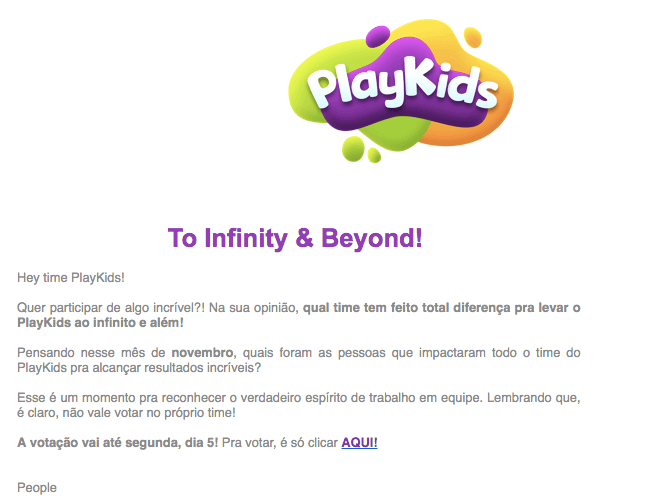 PlayKids
To Infinity & Beyond!
Hey time PlayKids!
Quer participar de algo incrível?! Na sua opinião, qual time tem feito total diferença pra levar o
PlayKids ao infinito e além!
Pensando nesse mês de novembro, quais foram as pessoas que impactaram todo o time do
PlayKids pra alcançar resultados incríveis?
Esse é um momento pra reconhecer o verdadeiro espírito de trabalho em equipe. Lembrando que,
é claro, não vale votar no próprio time!
A votação vai até segunda, dia 5! Pra votar, é só clicar AQUI!
People